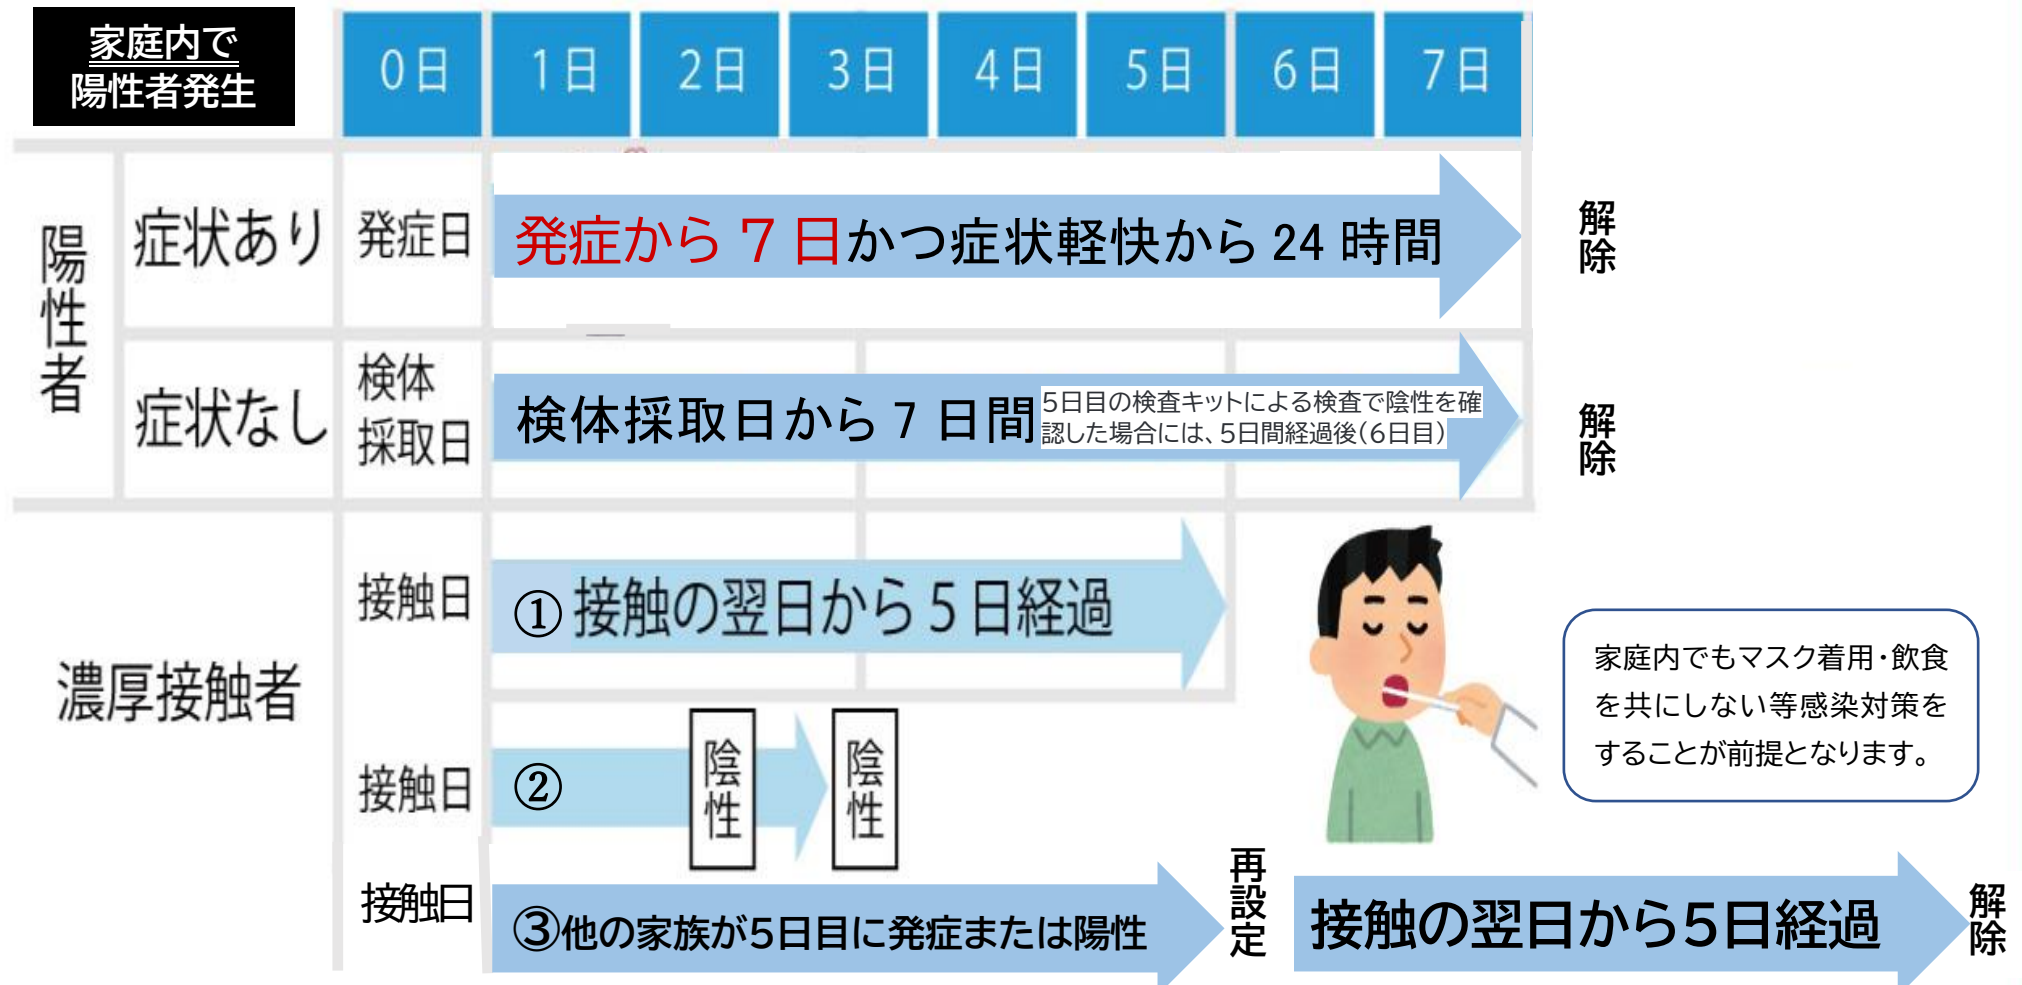 家庭内で
陽性者発生
0日 1日 2日 3日 4日 5日 6日 7日
陽性者
症状あり
発症日
発症から7日かつ症状軽快から24時間
解除
症状なし
検体
採取日
検体採取日から7日間
5日目の検査キットによる検査で陰性を確
認した場合には、5日間経過後(6日目)
解除
濃厚接触者
接触日
①接触の翌日から5日経過
接触日
②
陰性
陰性
家庭内でもマスク着用・飲食
を共にしない等感染対策を
することが前提となります。
接触日
③他の家族が5日目に発症または陽性
再設定
接触の翌日から5日経過
解除